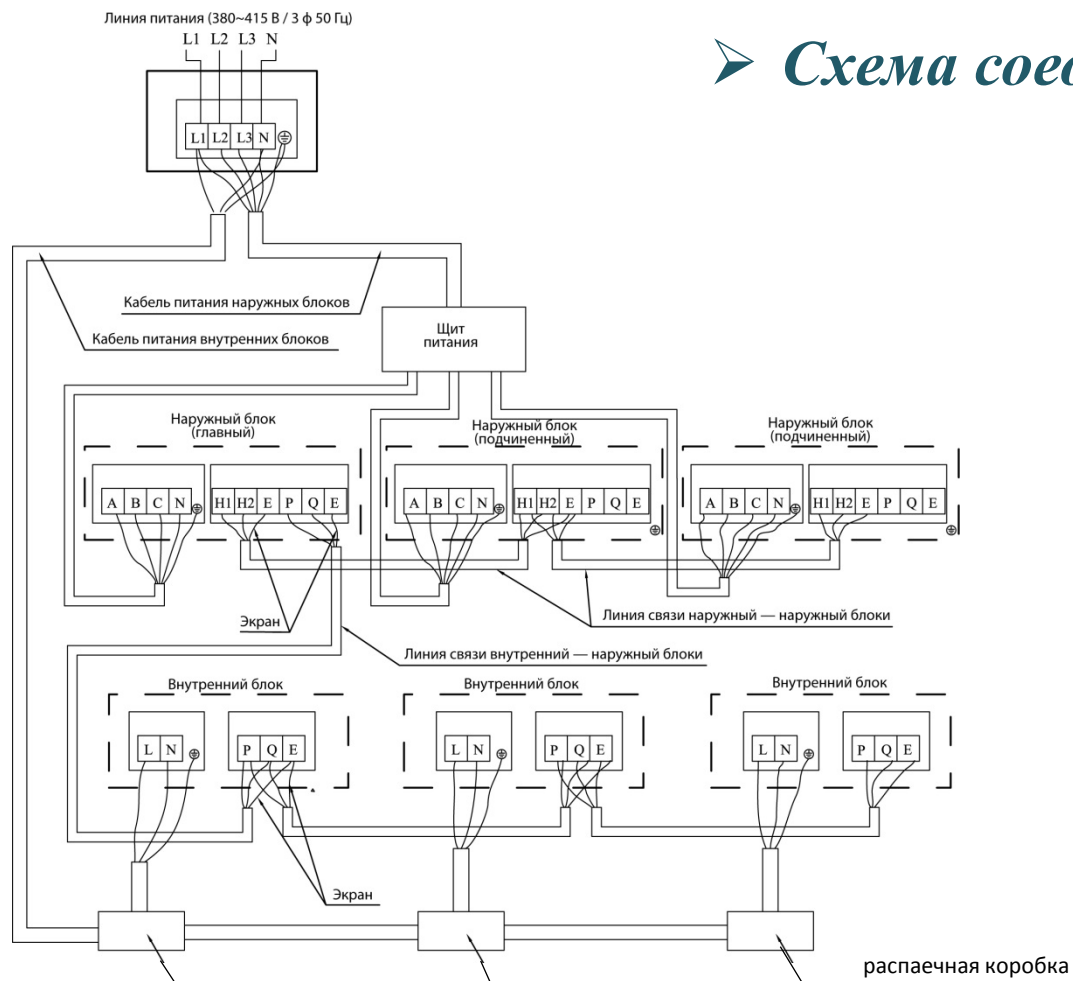 Линия питания (380~415 В / 3 ф 50 Гц)
L1 L2 L3 N
➢ Схема соед
L1 L2 L3 N
Кабель питания наружных блоков
Кабель питания внутренних блоков
Щит
питания
Наружный блок
(главный)
Наружный блок
(подчиненный)
Наружный блок
(подчиненный)
A B C N
H1 H2 E P Q E
A B C N
H1 H2 E P Q E
A B C N
H1 H2 E P Q E
Экран
Линия связи наружный — наружный блоки
Линия связи внутренний — наружный блоки
Внутренний блок
Внутренний блок
Внутренний блок
L N
P Q E
L N
P Q E
L N
P Q E
Экран
распаечная коробка